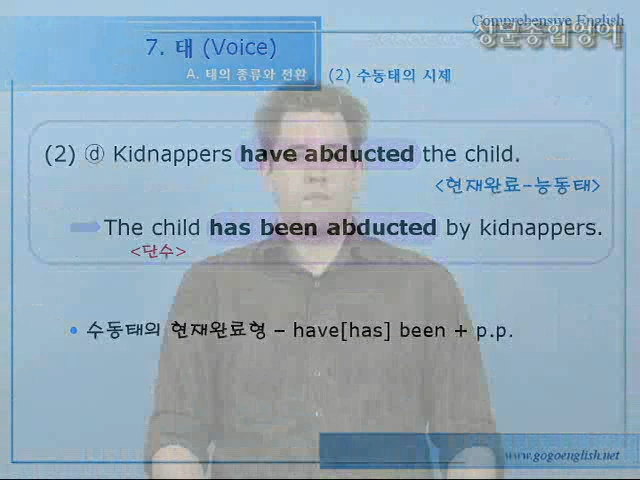 Comprehensive English
성문종합영어
7. 태 (Voice)
A. 태의 종류와 전환 (2) 수동태의 시제
(2) ⓓ Kidnappers have abducted the child.
<현재완료-능동태>
The child has been abducted by kidnappers.
<단수>
• 수동태의 현재완료형 – have[has] been + p.p.
www.gogoenglish.net